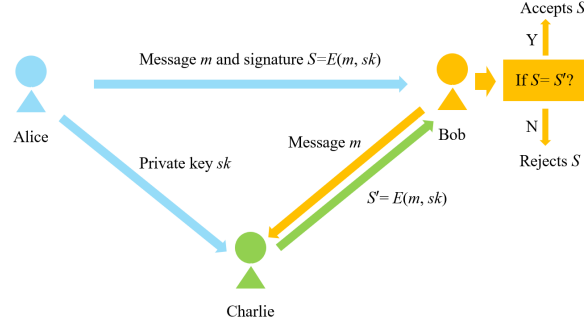 Accepts S
Y
Message m and signature S=E(m, sk)
If S= S'?
Alice
Bob
N
Message m
Private key sk
Rejects S
S'= E(m, sk)
Charlie